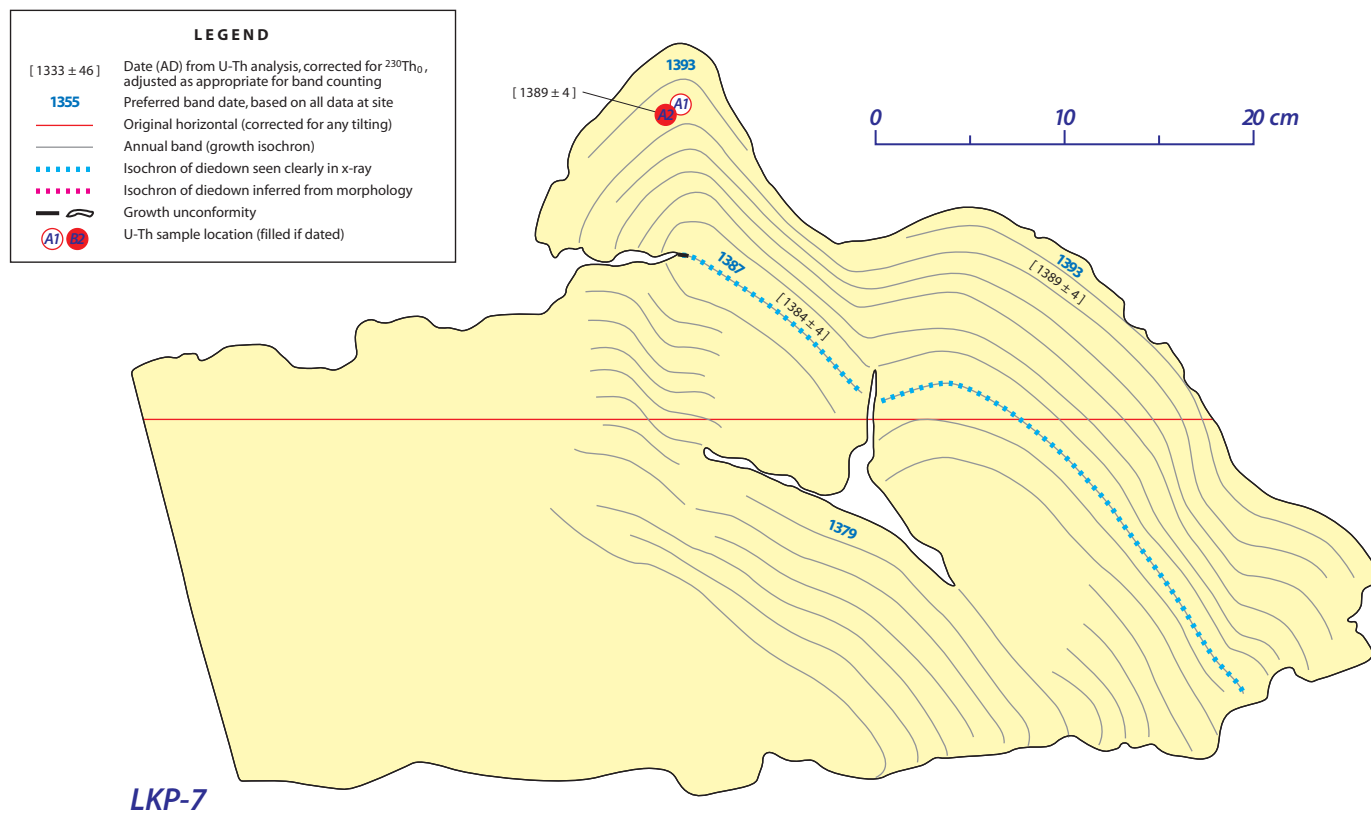 LEGEND
[ 1333 ± 46 ] Date (AD) from U-Th analysis, corrected for ²³⁰Th₀ ,
adjusted as appropriate for band counting
1355 Preferred band date, based on all data at site
Original horizontal (corrected for any tilting)
Annual band (growth isochron)
Isochron of diedown seen clearly in x-ray
Isochron of diedown inferred from morphology
Growth unconformity
A1 B2 U-Th sample location (filled if dated)
1393
[ 1389 ± 4 ]
A1
A2
0 10 20 cm
1387
[ 1384 ± 4 ]
1393
[ 1389 ± 4 ]
1379
LKP-7